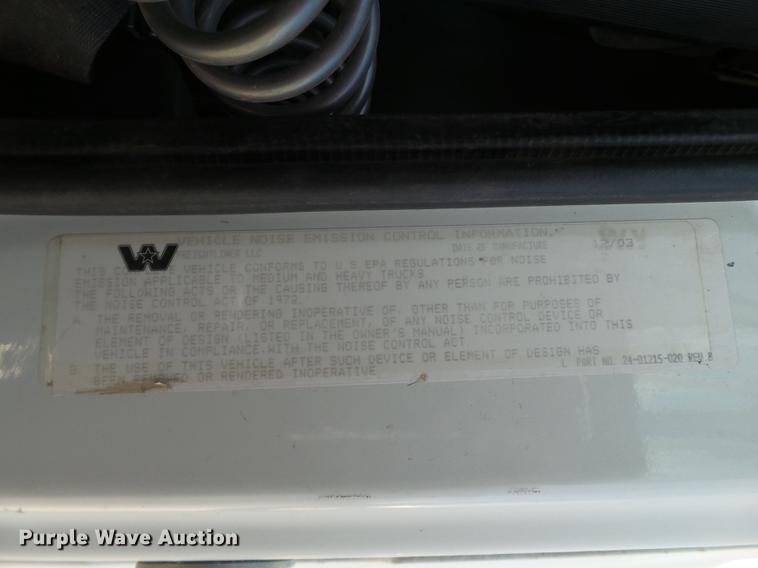 VEHICLE NOISE EMISSION CONTROL INFORMATION
FREIGHTLINER LLC DATE OF MANUFACTURE 12/03
THIS VEHICLE CONFORMS TO U S EPA REGULATIONS FOR NOISE
EMISSION APPLICABLE TO MEDIUM AND HEAVY TRUCKS
THE FOLLOWING ACTS OR THE CAUSING THEREOF BY ANY PERSON ARE PROHIBITED BY
THE NOISE CONTROL ACT OF 1972.
A. THE REMOVAL OR RENDERING INOPERATIVE OF, OTHER THAN FOR PURPOSES OF
MAINTENANCE, REPAIR, OR REPLACEMENT, OF ANY NOISE CONTROL DEVICE OR
ELEMENT OF DESIGN (LISTED IN THE OWNER'S MANUAL) INCORPORATED INTO THIS
VEHICLE IN COMPLIANCE WITH THE NOISE CONTROL ACT
B THE USE OF THIS VEHICLE AFTER SUCH DEVICE OR ELEMENT OF DESIGN HAS
BEEN REMOVED OR RENDERED INOPERATIVE
PART NO. 24-01215-020 REV B
Purple Wave Auction